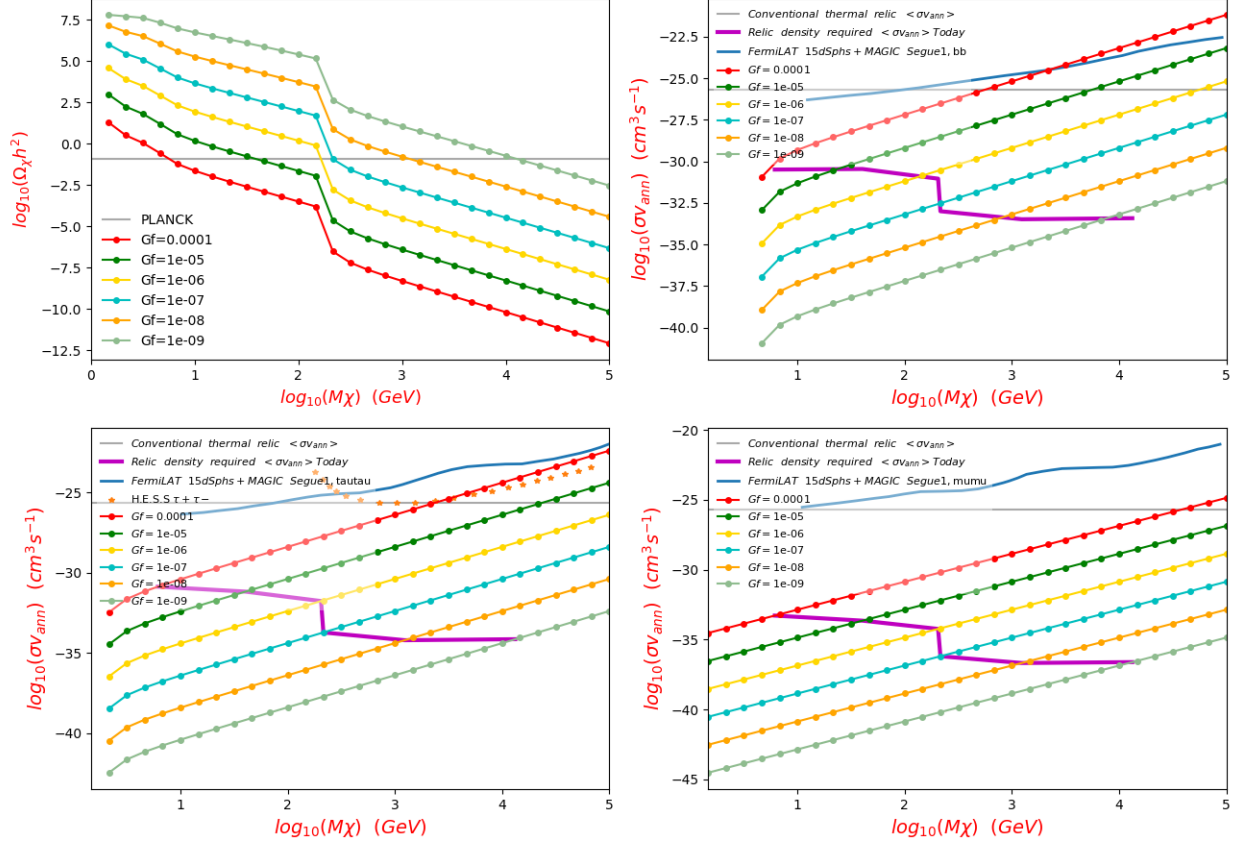 7.5
5.0
2.5
0.0
−2.5
−5.0
−7.5
−10.0
−12.5
log10(Ωχh²)
PLANCK
Gf=0.0001
Gf=1e-05
Gf=1e-06
Gf=1e-07
Gf=1e-08
Gf=1e-09
0 1 2 3 4 5
log10(Mχ) (GeV)
−22.5
−25.0
−27.5
−30.0
−32.5
−35.0
−37.5
−40.0
log10(σvann) (cm³s⁻¹)
Conventional thermal relic <σvann>
Relic density required <σvann> Today
FermiLAT 15dSphs + MAGIC Segue1, bb
Gf = 0.0001
Gf = 1e-05
Gf = 1e-06
Gf = 1e-07
Gf = 1e-08
Gf = 1e-09
1 2 3 4 5
log10(Mχ) (GeV)
−25
−30
−35
−40
log10(σvann) (cm³s⁻¹)
Conventional thermal relic <σvann>
Relic density required <σvann> Today
FermiLAT 15dSphs + MAGIC Segue1, tautau
H.E.S.S τ + τ −
Gf = 0.0001
Gf = 1e-05
Gf = 1e-06
Gf = 1e-07
Gf = 1e-08
Gf = 1e-09
1 2 3 4 5
log10(Mχ) (GeV)
−20
−25
−30
−35
−40
−45
log10(σvann) (cm³s⁻¹)
Conventional thermal relic <σvann>
Relic density required <σvann> Today
FermiLAT 15dSphs + MAGIC Segue1, mumu
Gf = 0.0001
Gf = 1e-05
Gf = 1e-06
Gf = 1e-07
Gf = 1e-08
Gf = 1e-09
1 2 3 4 5
log10(Mχ) (GeV)